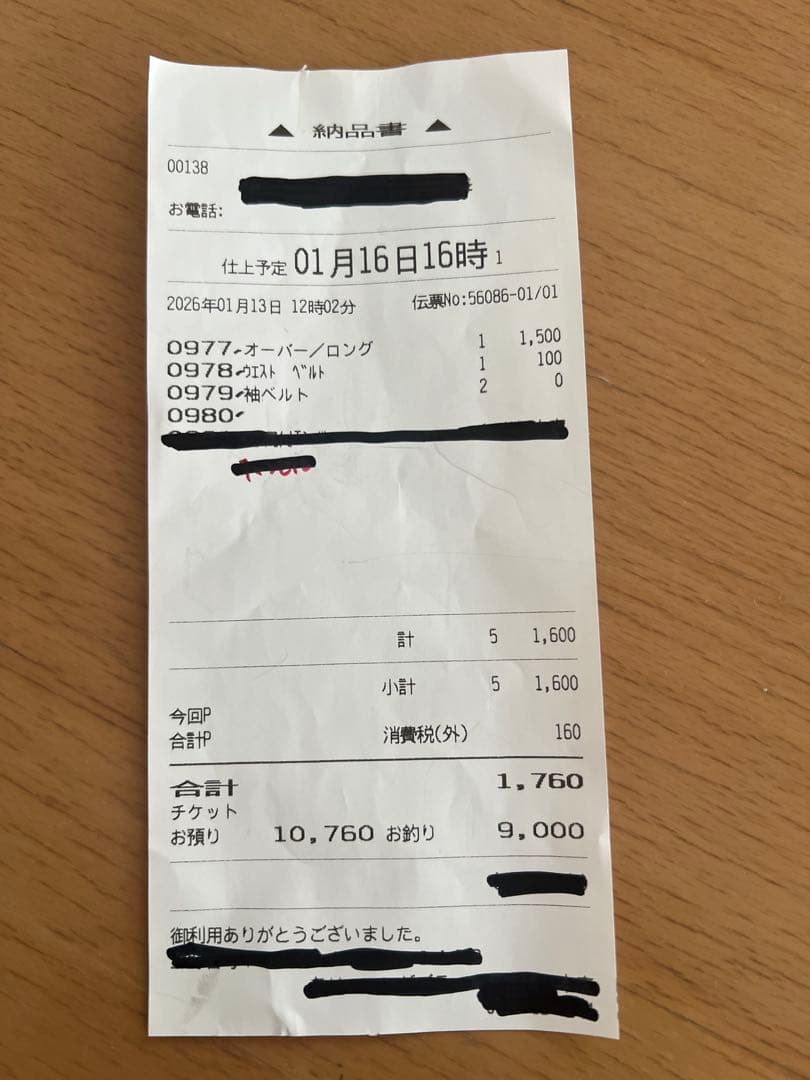 ▲ 納品書 ▲
00138
お電話:
仕上予定 01月16日16時 1
2026年01月13日 12時02分 伝票No:56086-01/01
0977-オーバー/ロング 1 1,500
0978-ウエスト ベルト 1 100
0979-袖ベルト 2 0
0980-
計 5 1,600
小計 5 1,600
今回P
合計P 消費税(外) 160
合計 1,760
チケット
お預り 10,760 お釣り 9,000
御利用ありがとうございました。